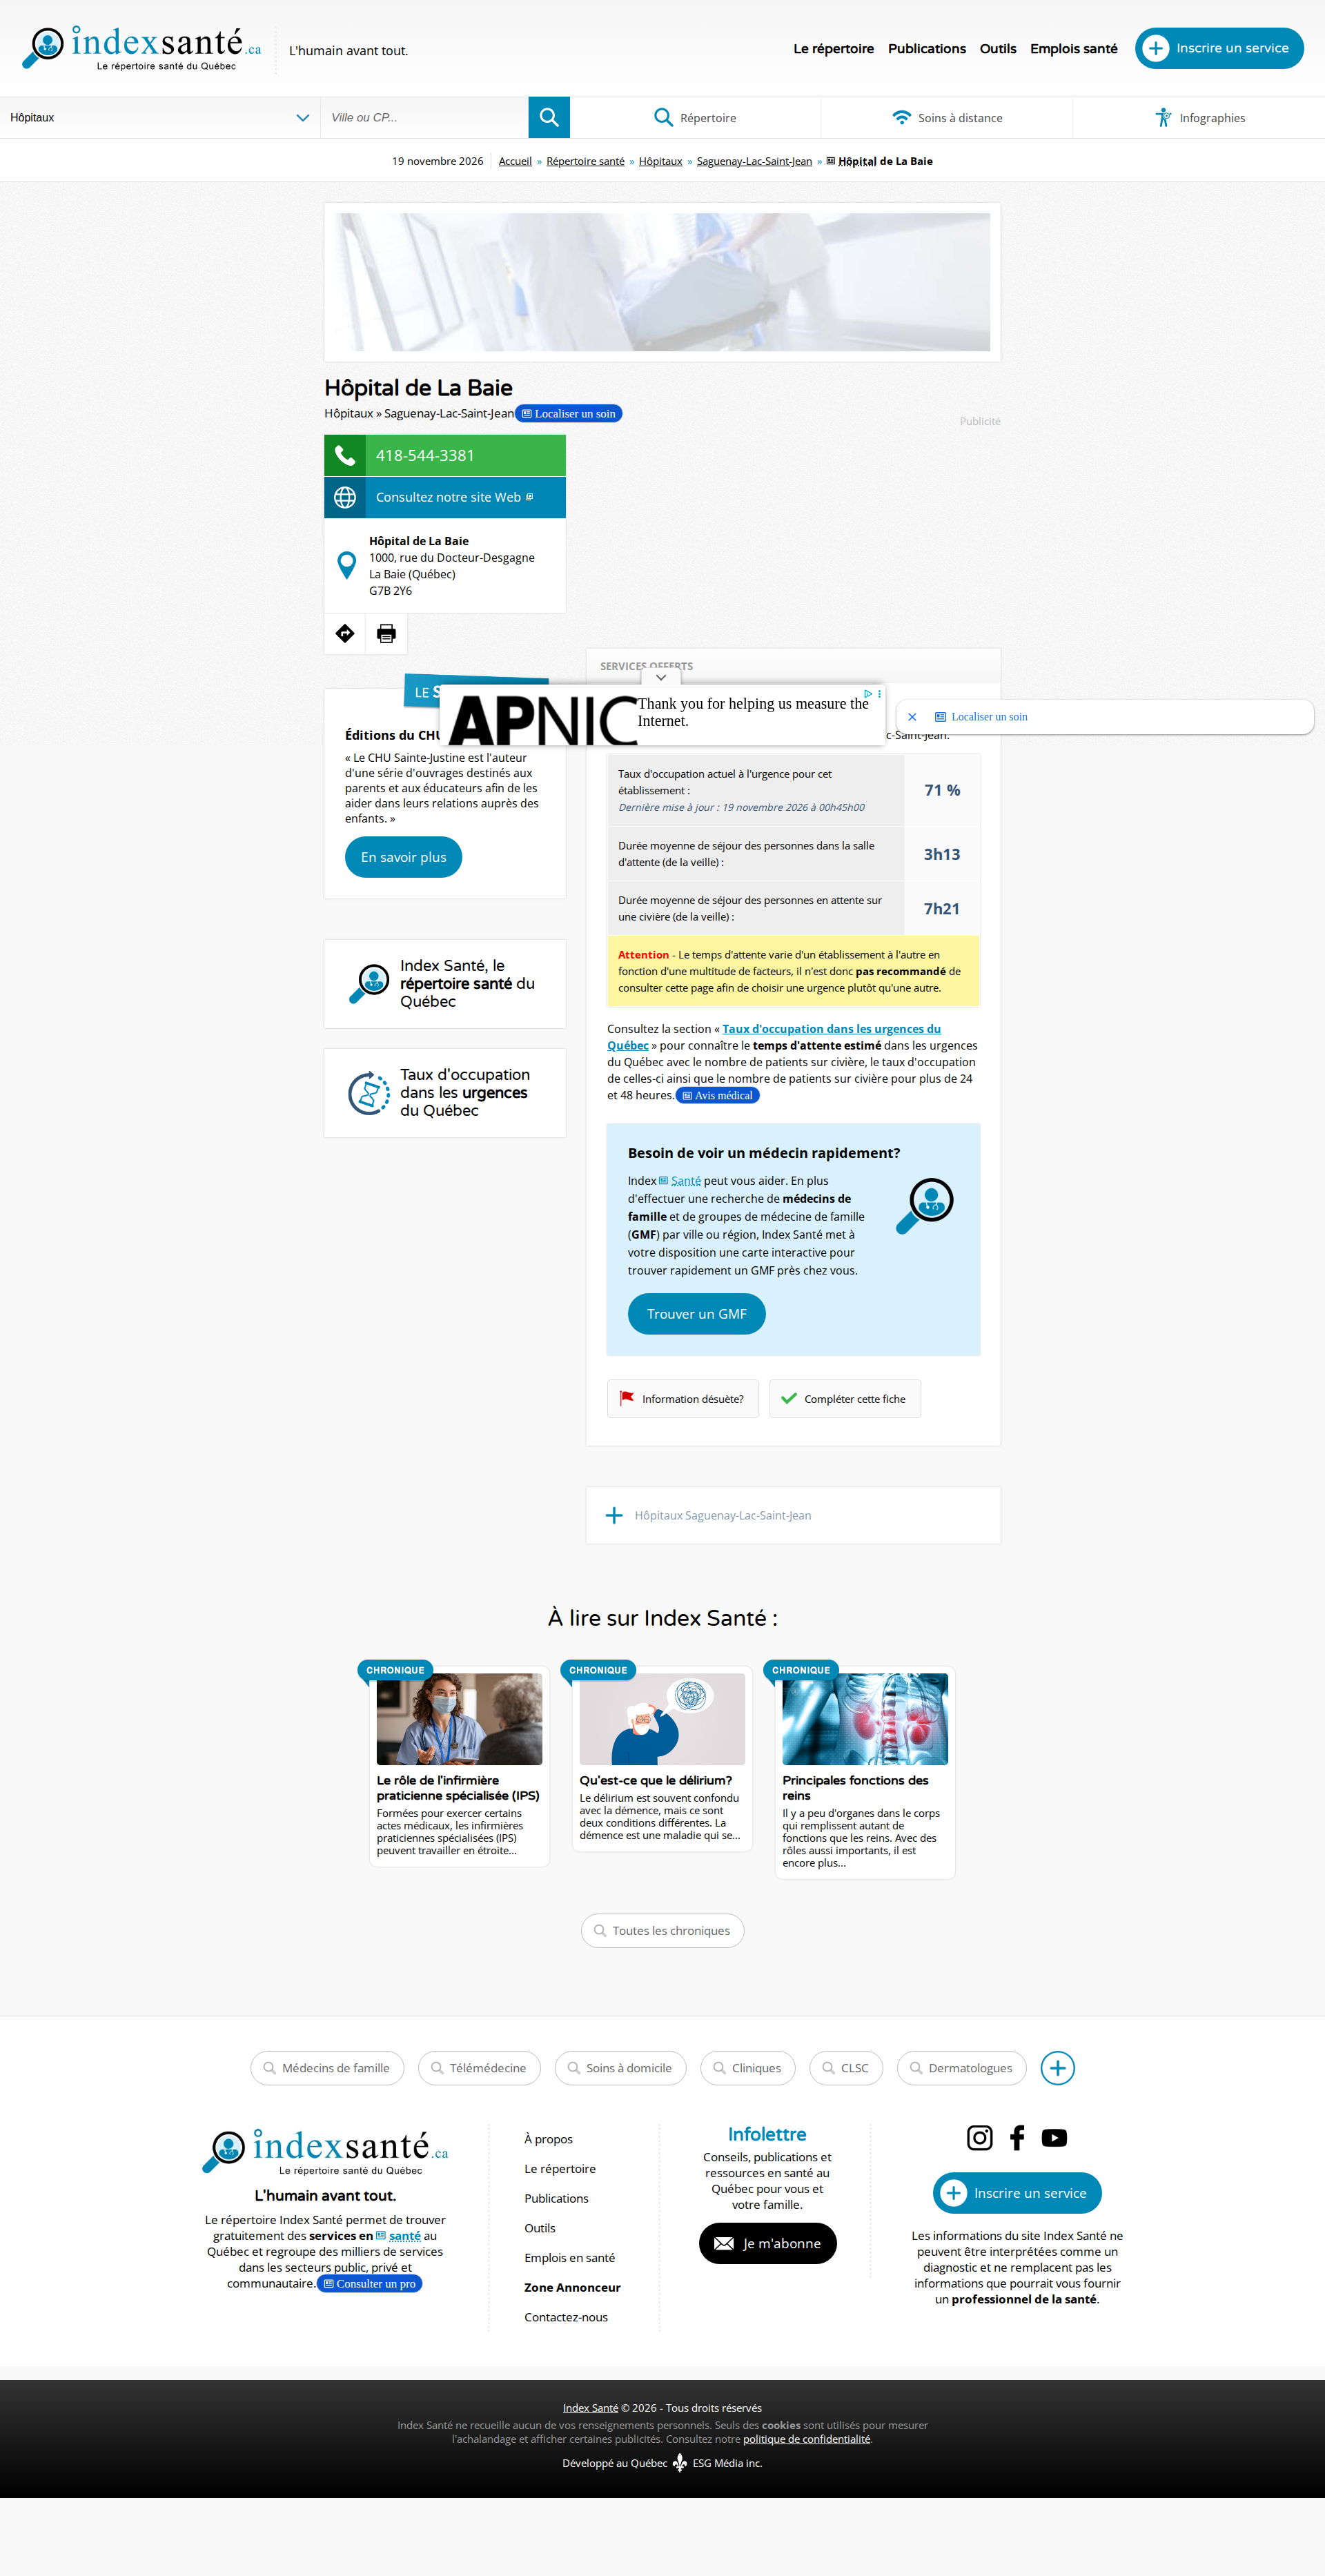 indexsanté.ca
Le répertoire santé du Québec
L'humain avant tout.
Le répertoire
Publications
Outils
Emplois santé
Inscrire un service
Hôpitaux
Ville ou CP...
Répertoire
Soins à distance
Infographies
19 novembre 2026
Accueil » Répertoire santé » Hôpitaux » Saguenay-Lac-Saint-Jean » Hôpital de La Baie
Hôpital de La Baie
Hôpitaux » Saguenay-Lac-Saint-Jean Localiser un soin
Publicité
418-544-3381
Consultez notre site Web
Hôpital de La Baie
1000, rue du Docteur-Desgagne
La Baie (Québec)
G7B 2Y6
LE
Éditions du CHU
« Le CHU Sainte-Justine est l'auteur
d'une série d'ouvrages destinés aux
parents et aux éducateurs afin de les
aider dans leurs relations auprès des
enfants. »
En savoir plus
Index Santé, le
répertoire santé du
Québec
Taux d'occupation
dans les urgences
du Québec
SERVICES OFFERTS
APNIC
Thank you for helping us measure the
Internet.
Localiser un soin
c-Saint-Jean.
Taux d'occupation actuel à l'urgence pour cet
établissement :
Dernière mise à jour : 19 novembre 2026 à 00h45h00
71 %
Durée moyenne de séjour des personnes dans la salle
d'attente (de la veille) :
3h13
Durée moyenne de séjour des personnes en attente sur
une civière (de la veille) :
7h21
Attention - Le temps d'attente varie d'un établissement à l'autre en
fonction d'une multitude de facteurs, il n'est donc pas recommandé de
consulter cette page afin de choisir une urgence plutôt qu'une autre.
Consultez la section « Taux d'occupation dans les urgences du
Québec » pour connaître le temps d'attente estimé dans les urgences
du Québec avec le nombre de patients sur civière, le taux d'occupation
de celles-ci ainsi que le nombre de patients sur civière pour plus de 24
et 48 heures. Avis médical
Besoin de voir un médecin rapidement?
Index Santé peut vous aider. En plus
d'effectuer une recherche de médecins de
famille et de groupes de médecine de famille
(GMF) par ville ou région, Index Santé met à
votre disposition une carte interactive pour
trouver rapidement un GMF près chez vous.
Trouver un GMF
Information désuète?
Compléter cette fiche
Hôpitaux Saguenay-Lac-Saint-Jean
À lire sur Index Santé :
CHRONIQUE
Le rôle de l'infirmière
praticienne spécialisée (IPS)
Formées pour exercer certains
actes médicaux, les infirmières
praticiennes spécialisées (IPS)
peuvent travailler en étroite...
CHRONIQUE
Qu'est-ce que le délirium?
Le délirium est souvent confondu
avec la démence, mais ce sont
deux conditions différentes. La
démence est une maladie qui se...
CHRONIQUE
Principales fonctions des
reins
Il y a peu d'organes dans le corps
qui remplissent autant de
fonctions que les reins. Avec des
rôles aussi importants, il est
encore plus...
Toutes les chroniques
Médecins de famille
Télémédecine
Soins à domicile
Cliniques
CLSC
Dermatologues
indexsanté.ca
Le répertoire santé du Québec
L'humain avant tout.
Le répertoire Index Santé permet de trouver
gratuitement des services en santé au
Québec et regroupe des milliers de services
dans les secteurs public, privé et
communautaire. Consulter un pro
À propos
Le répertoire
Publications
Outils
Emplois en santé
Zone Annonceur
Contactez-nous
Infolettre
Conseils, publications et
ressources en santé au
Québec pour vous et
votre famille.
Je m'abonne
Inscrire un service
Les informations du site Index Santé ne
peuvent être interprétées comme un
diagnostic et ne remplacent pas les
informations que pourrait vous fournir
un professionnel de la santé.
Index Santé © 2026 - Tous droits réservés
Index Santé ne recueille aucun de vos renseignements personnels. Seuls des cookies sont utilisés pour mesurer
l'achalandage et afficher certaines publicités. Consultez notre politique de confidentialité.
Développé au Québec ESG Média inc.